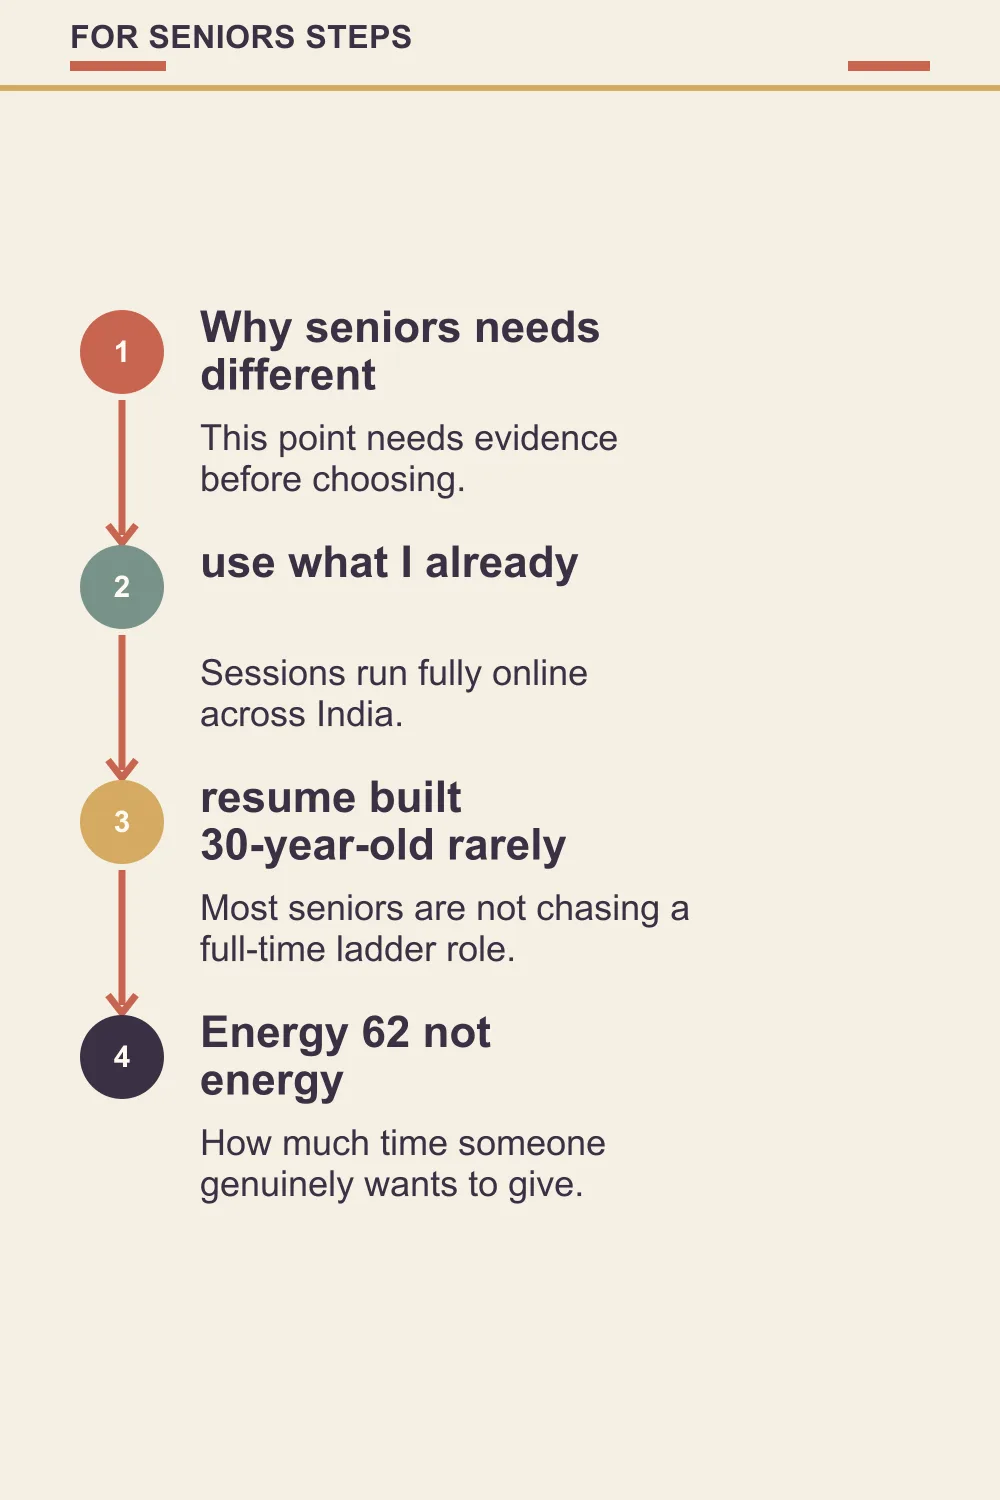 FOR SENIORS STEPS
1
Why seniors needs
different
This point needs evidence
before choosing.
2
use what I already
Sessions run fully online
across India.
3
resume built
30-year-old rarely
Most seniors are not chasing a
full-time ladder role.
4
Energy 62 not
energy
How much time someone
genuinely wants to give.